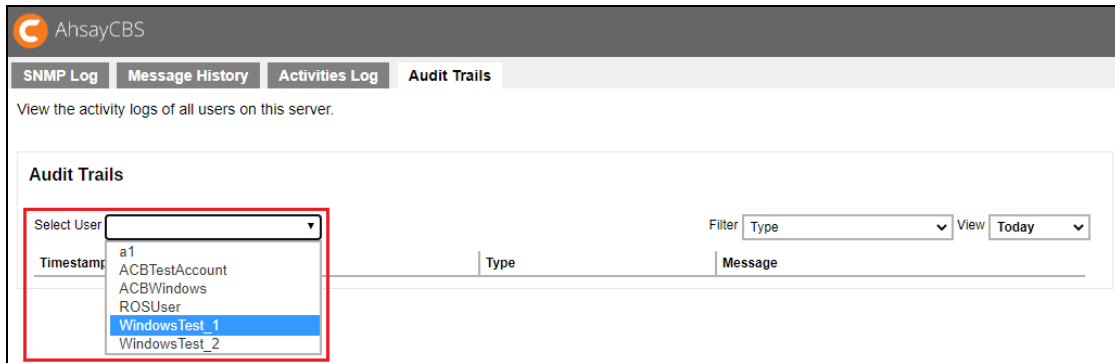 AhsayCBS
SNMP Log Message History Activities Log Audit Trails
View the activity logs of all users on this server.
Audit Trails
Select User Filter Type View Today
Timestamp Type Message
a1
ACBTestAccount
ACBWindows
ROSUser
WindowsTest_1
WindowsTest_2